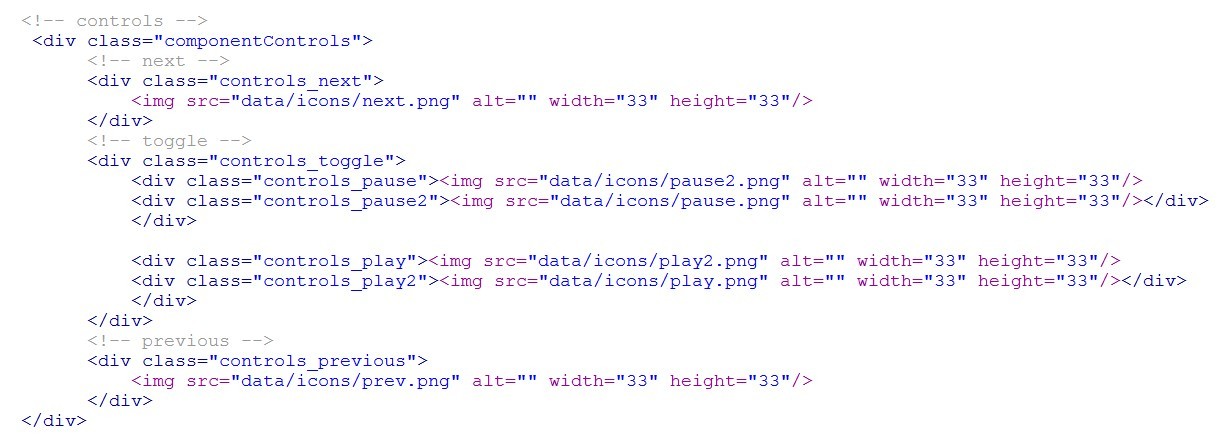 <!-- controls -->
<div class="componentControls">
<!-- next -->
<div class="controls_next">
<img src="data/icons/next.png" alt="" width="33" height="33"/>
</div>
<!-- toggle -->
<div class="controls_toggle">
<div class="controls_pause"><img src="data/icons/pause2.png" alt="" width="33" height="33"/>
<div class="controls_pause2"><img src="data/icons/pause.png" alt="" width="33" height="33"/></div>
</div>
<div class="controls_play"><img src="data/icons/play2.png" alt="" width="33" height="33"/>
<div class="controls_play2"><img src="data/icons/play.png" alt="" width="33" height="33"/></div>
</div>
</div>
<!-- previous -->
<div class="controls_previous">
<img src="data/icons/prev.png" alt="" width="33" height="33"/>
</div>
</div>